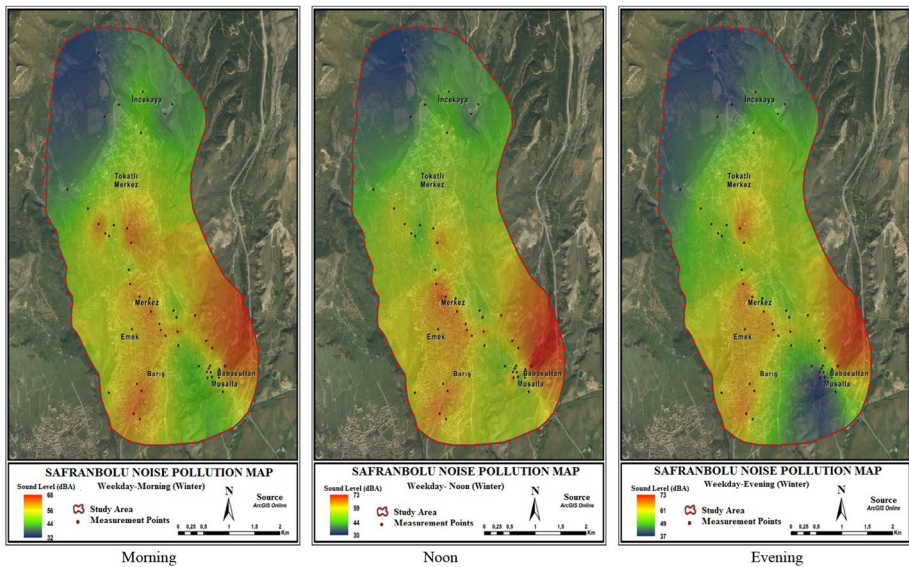 İncekaya
Tokatlı
Merkez
Merkez
Emek
Barış
Babasultan
Musalla
SAFRANBOLU NOISE POLLUTION MAP
Weekday-Morning (Winter)
Sound Level (dBA)
68
56
44
32
Study Area
Measurement Points
N
Source
ArcGIS Online
0 0,25 0,5 1 1,5 2
Km
Morning
İncekaya
Tokatlı
Merkez
Merkez
Emek
Barış
Babasultan
Musalla
SAFRANBOLU NOISE POLLUTION MAP
Weekday- Noon (Winter)
Sound Level (dBA)
73
59
44
30
Study Area
Measurement Points
N
Source
ArcGIS Online
0 0,25 0,5 1 1,5 2
Km
Noon
İncekaya
Tokatlı
Merkez
Merkez
Emek
Barış
Babasultan
Musalla
SAFRANBOLU NOISE POLLUTION MAP
Weekday-Evening (Winter)
Sound Level (dBA)
73
61
49
37
Study Area
Measurement Points
N
Source
ArcGIS Online
0 0,25 0,5 1 1,5 2
Km
Evening